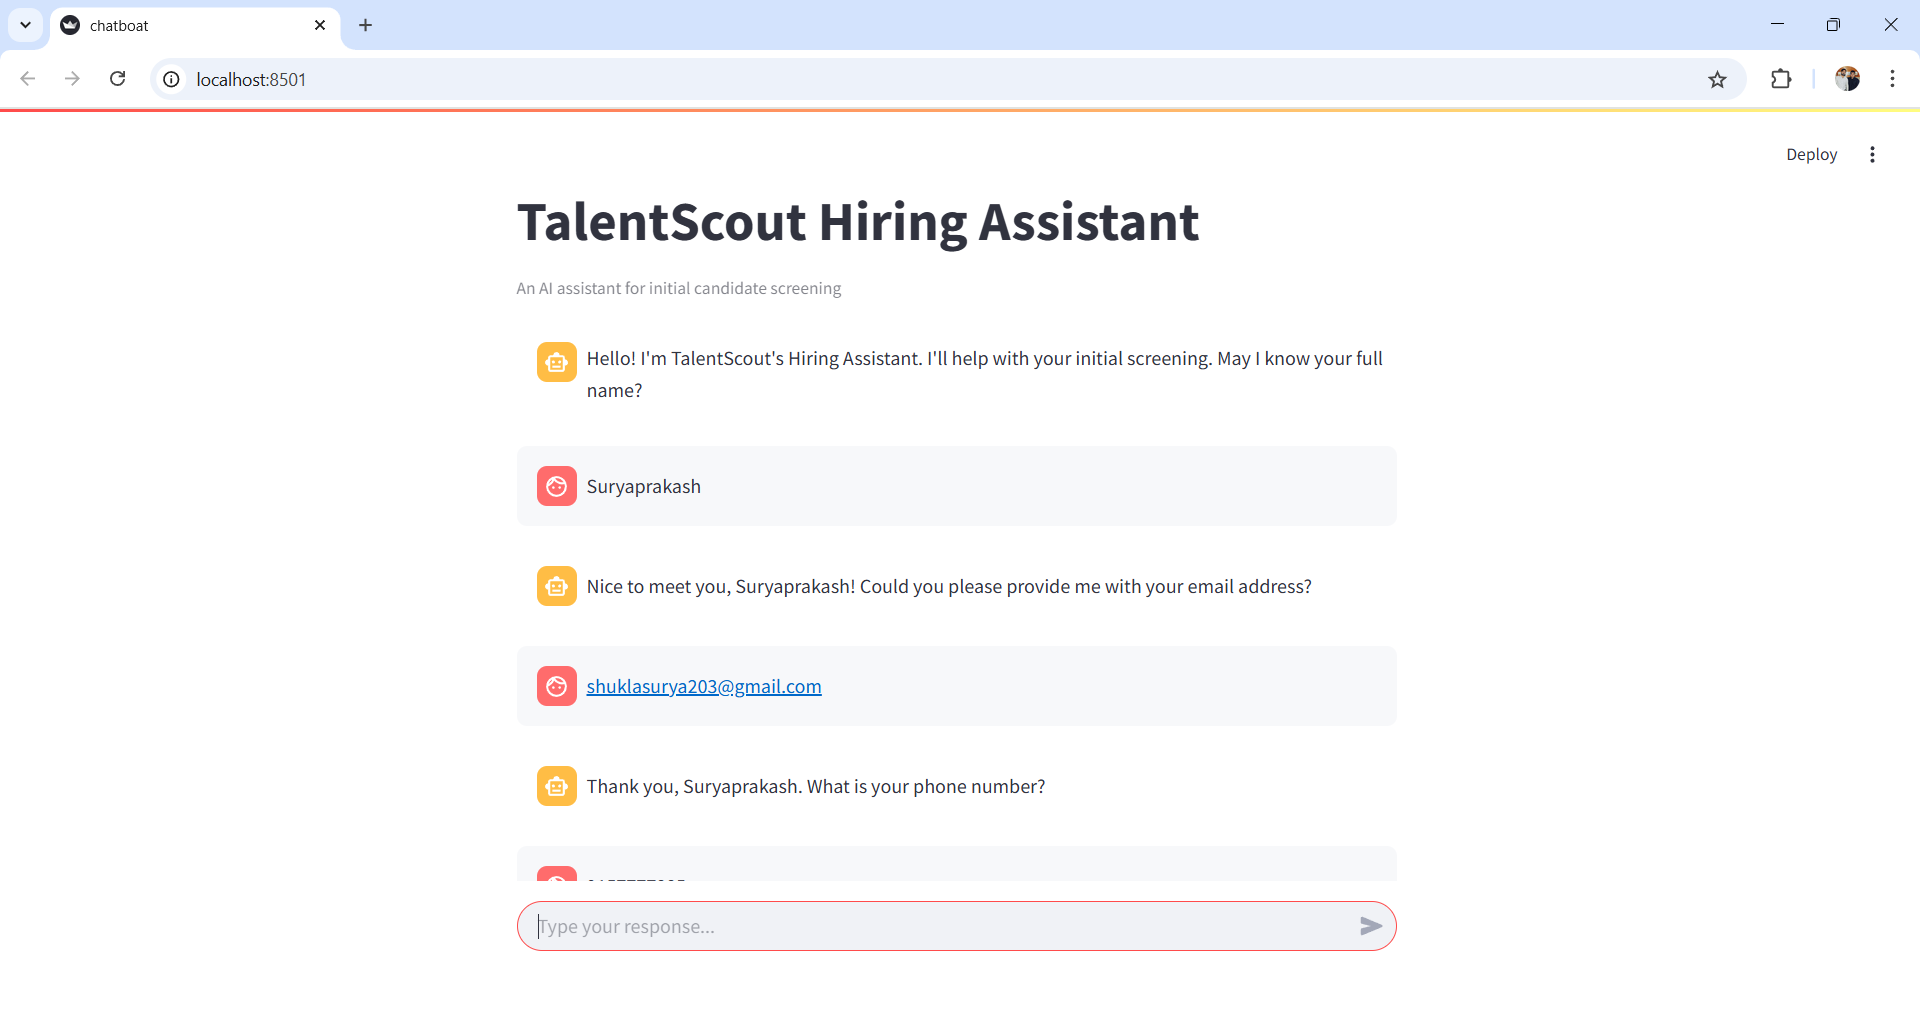 chatboat
localhost:8501
Deploy
TalentScout Hiring Assistant
An AI assistant for initial candidate screening
Hello! I'm TalentScout's Hiring Assistant. I'll help with your initial screening. May I know your full
name?
Suryaprakash
Nice to meet you, Suryaprakash! Could you please provide me with your email address?
shuklasurya203@gmail.com
Thank you, Suryaprakash. What is your phone number?
Type your response...